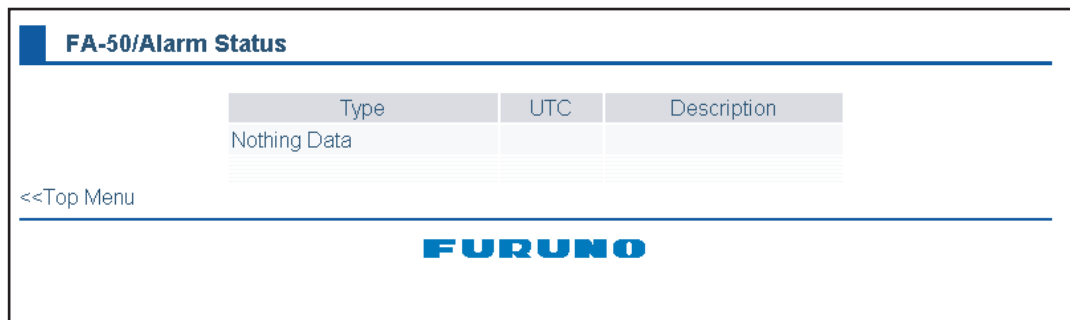 FA-50/Alarm Status
Type UTC Description
Nothing Data
<<Top Menu
FURUNO